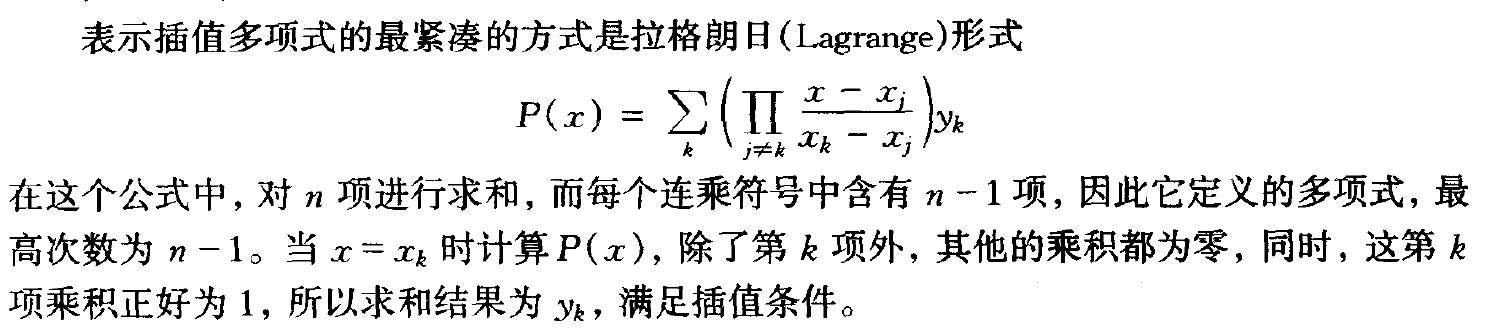 表示插值多项式的最紧凑的方式是拉格朗日(Lagrange)形式
P(x) = ∑_k ( ∏_{j≠k} \frac{x - x_j}{x_k - x_j} ) y_k
在这个公式中, 对 n 项进行求和, 而每个连乘符号中含有 n - 1 项, 因此它定义的多项式, 最
高次数为 n - 1。当 x = x_k 时计算 P(x), 除了第 k 项外, 其他的乘积都为零, 同时, 这第 k
项乘积正好为 1, 所以求和结果为 y_k, 满足插值条件。